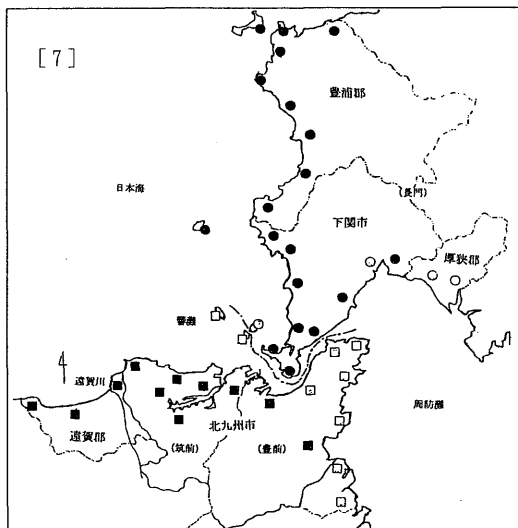 [7]
豊浦郡
日本海
(長門)
下関市
厚狭郡
響灘
遠賀川
周防灘
北九州市
遠賀郡
(筑前)
(豊前)